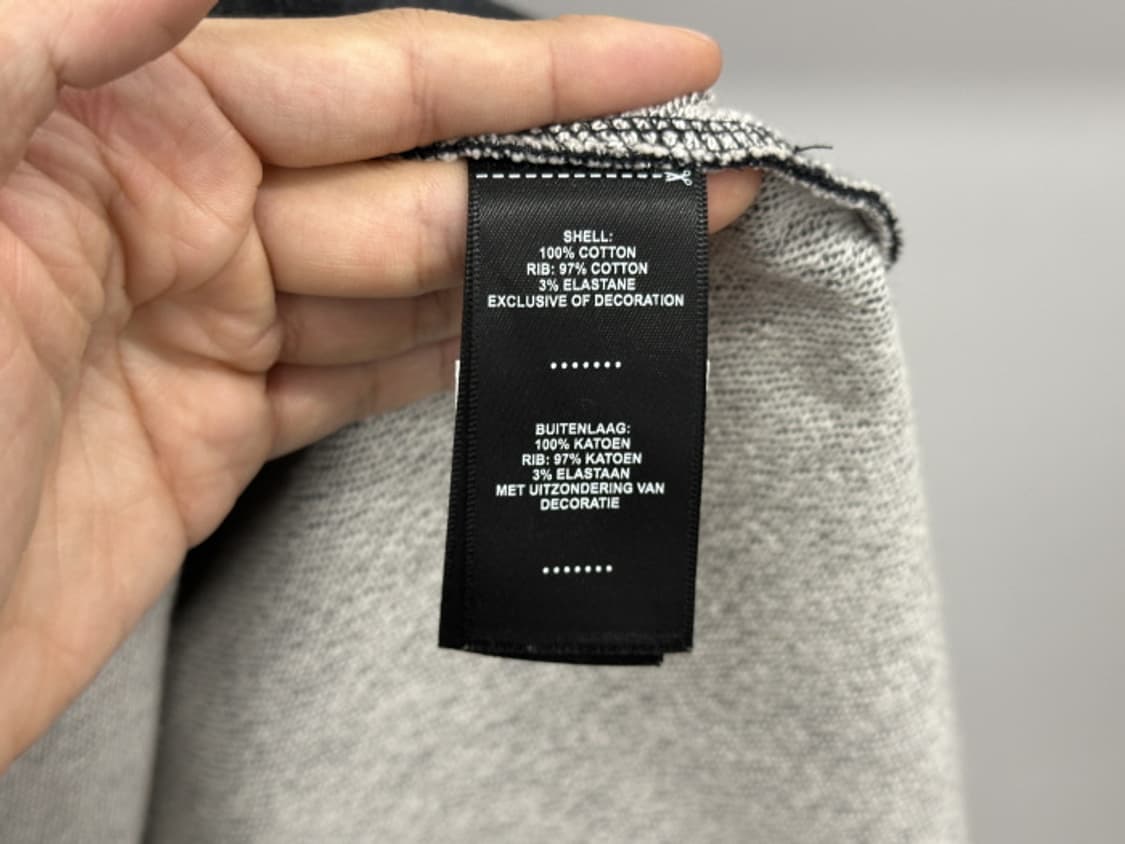 SHELL:
100% COTTON
RIB: 97% COTTON
3% ELASTANE
EXCLUSIVE OF DECORATION
BUITENLAAG:
100% KATOEN
RIB: 97% KATOEN
3% ELASTAAN
MET UITZONDERING VAN
DECORATIE